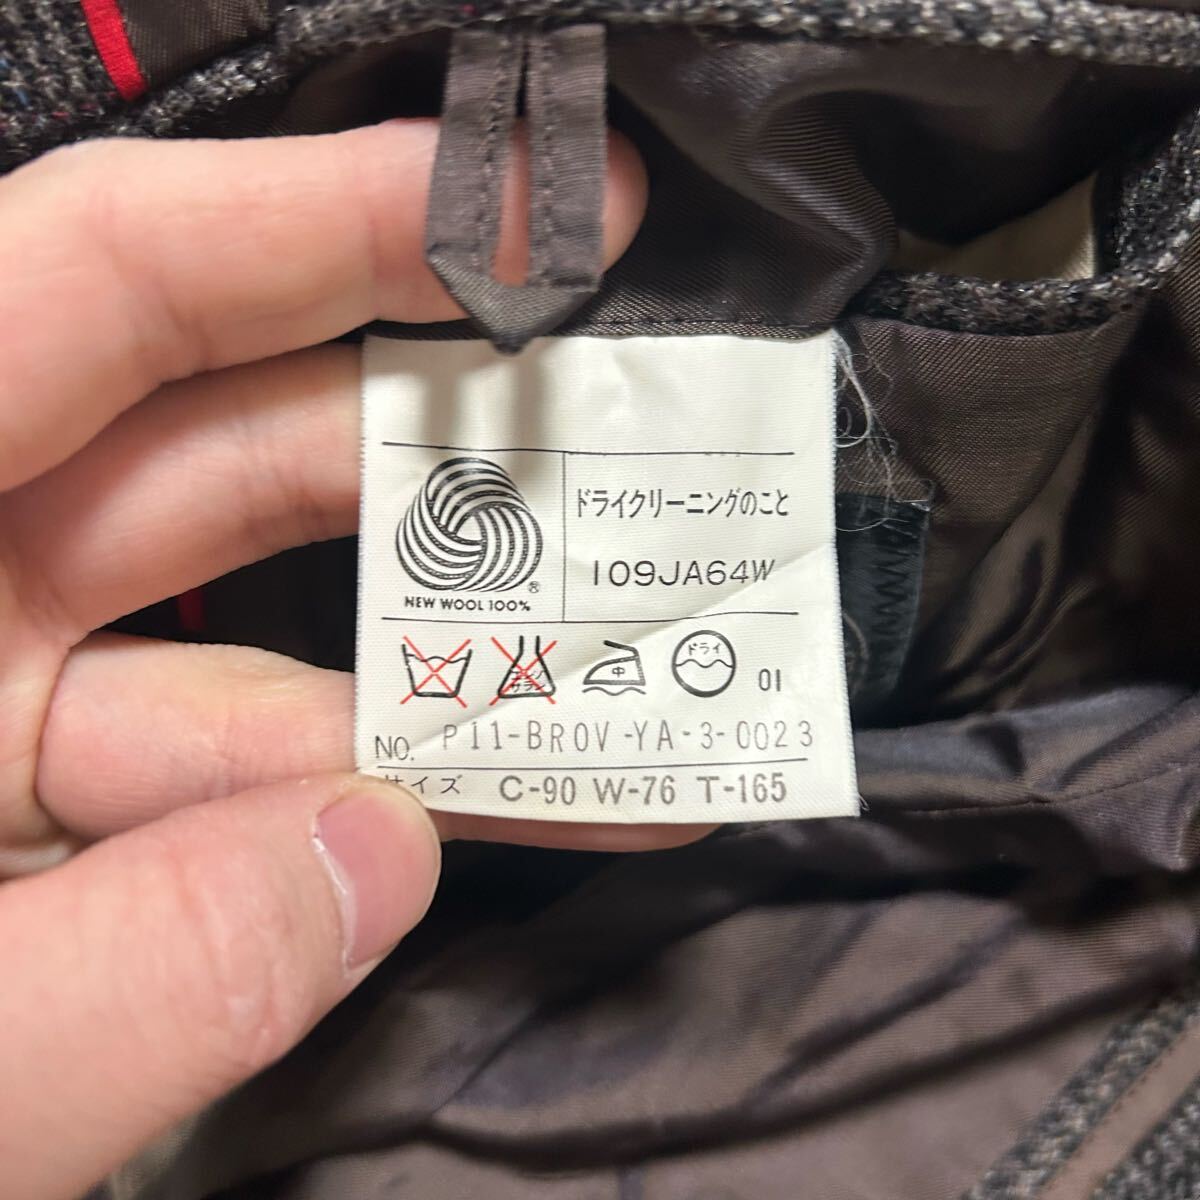 ドライクリーニングのこと
109JA64W
®
NEW WOOL 100%
中
ドライ
01
NO. P11-BROV-YA-3-0023
サイズ C-90 W-76 T-165